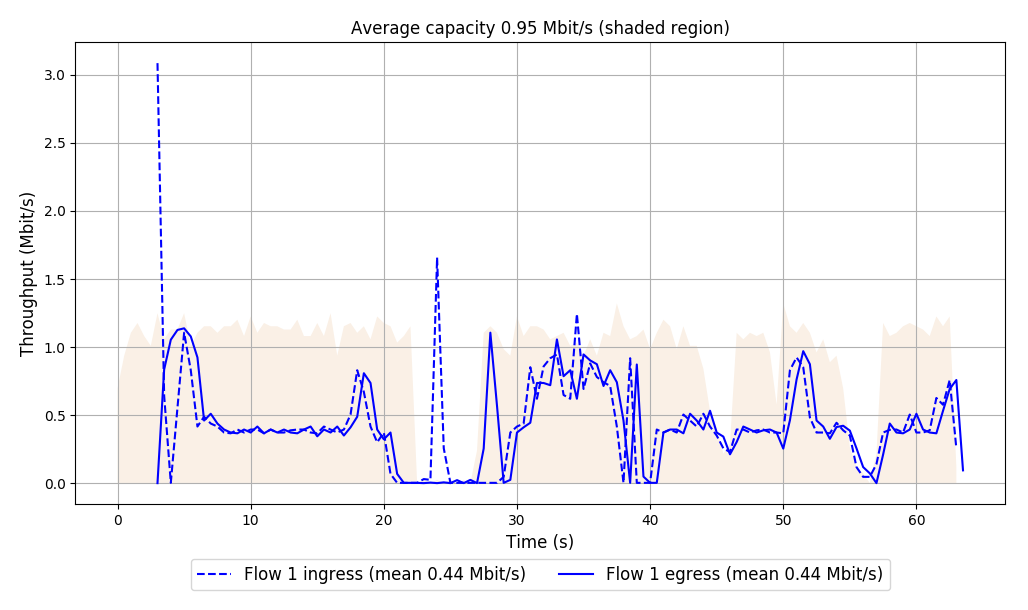 Average capacity 0.95 Mbit/s (shaded region)
Throughput (Mbit/s)
3.0
2.5
2.0
1.5
1.0
0.5
0.0
0 10 20 30 40 50 60
Time (s)
Flow 1 ingress (mean 0.44 Mbit/s) Flow 1 egress (mean 0.44 Mbit/s)